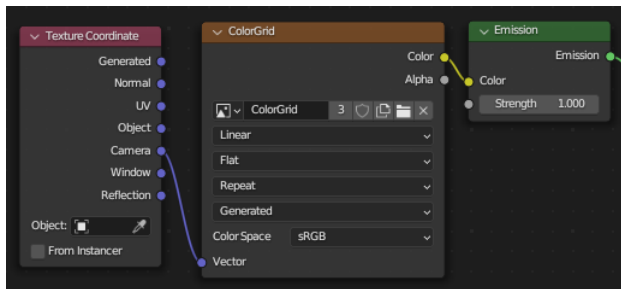 Texture Coordinate
Generated
Normal
UV
Object
Camera
Window
Reflection
Object:
From Instancer
ColorGrid
Color
Alpha
ColorGrid 3
Linear
Flat
Repeat
Generated
Color Space sRGB
Vector
Emission
Emission
Color
Strength 1.000